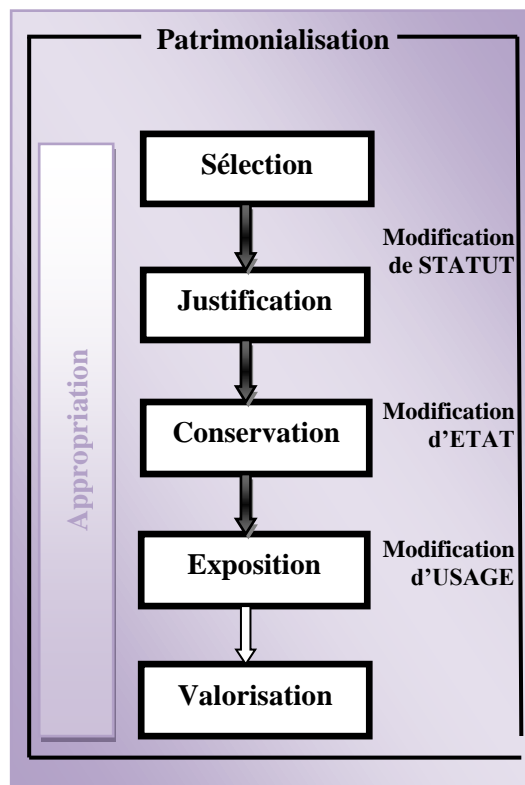 Patrimonialisation
Sélection
Modification
de STATUT
Justification
Appropriation
Conservation
Modification
d’ETAT
Exposition
Modification
d’USAGE
Valorisation